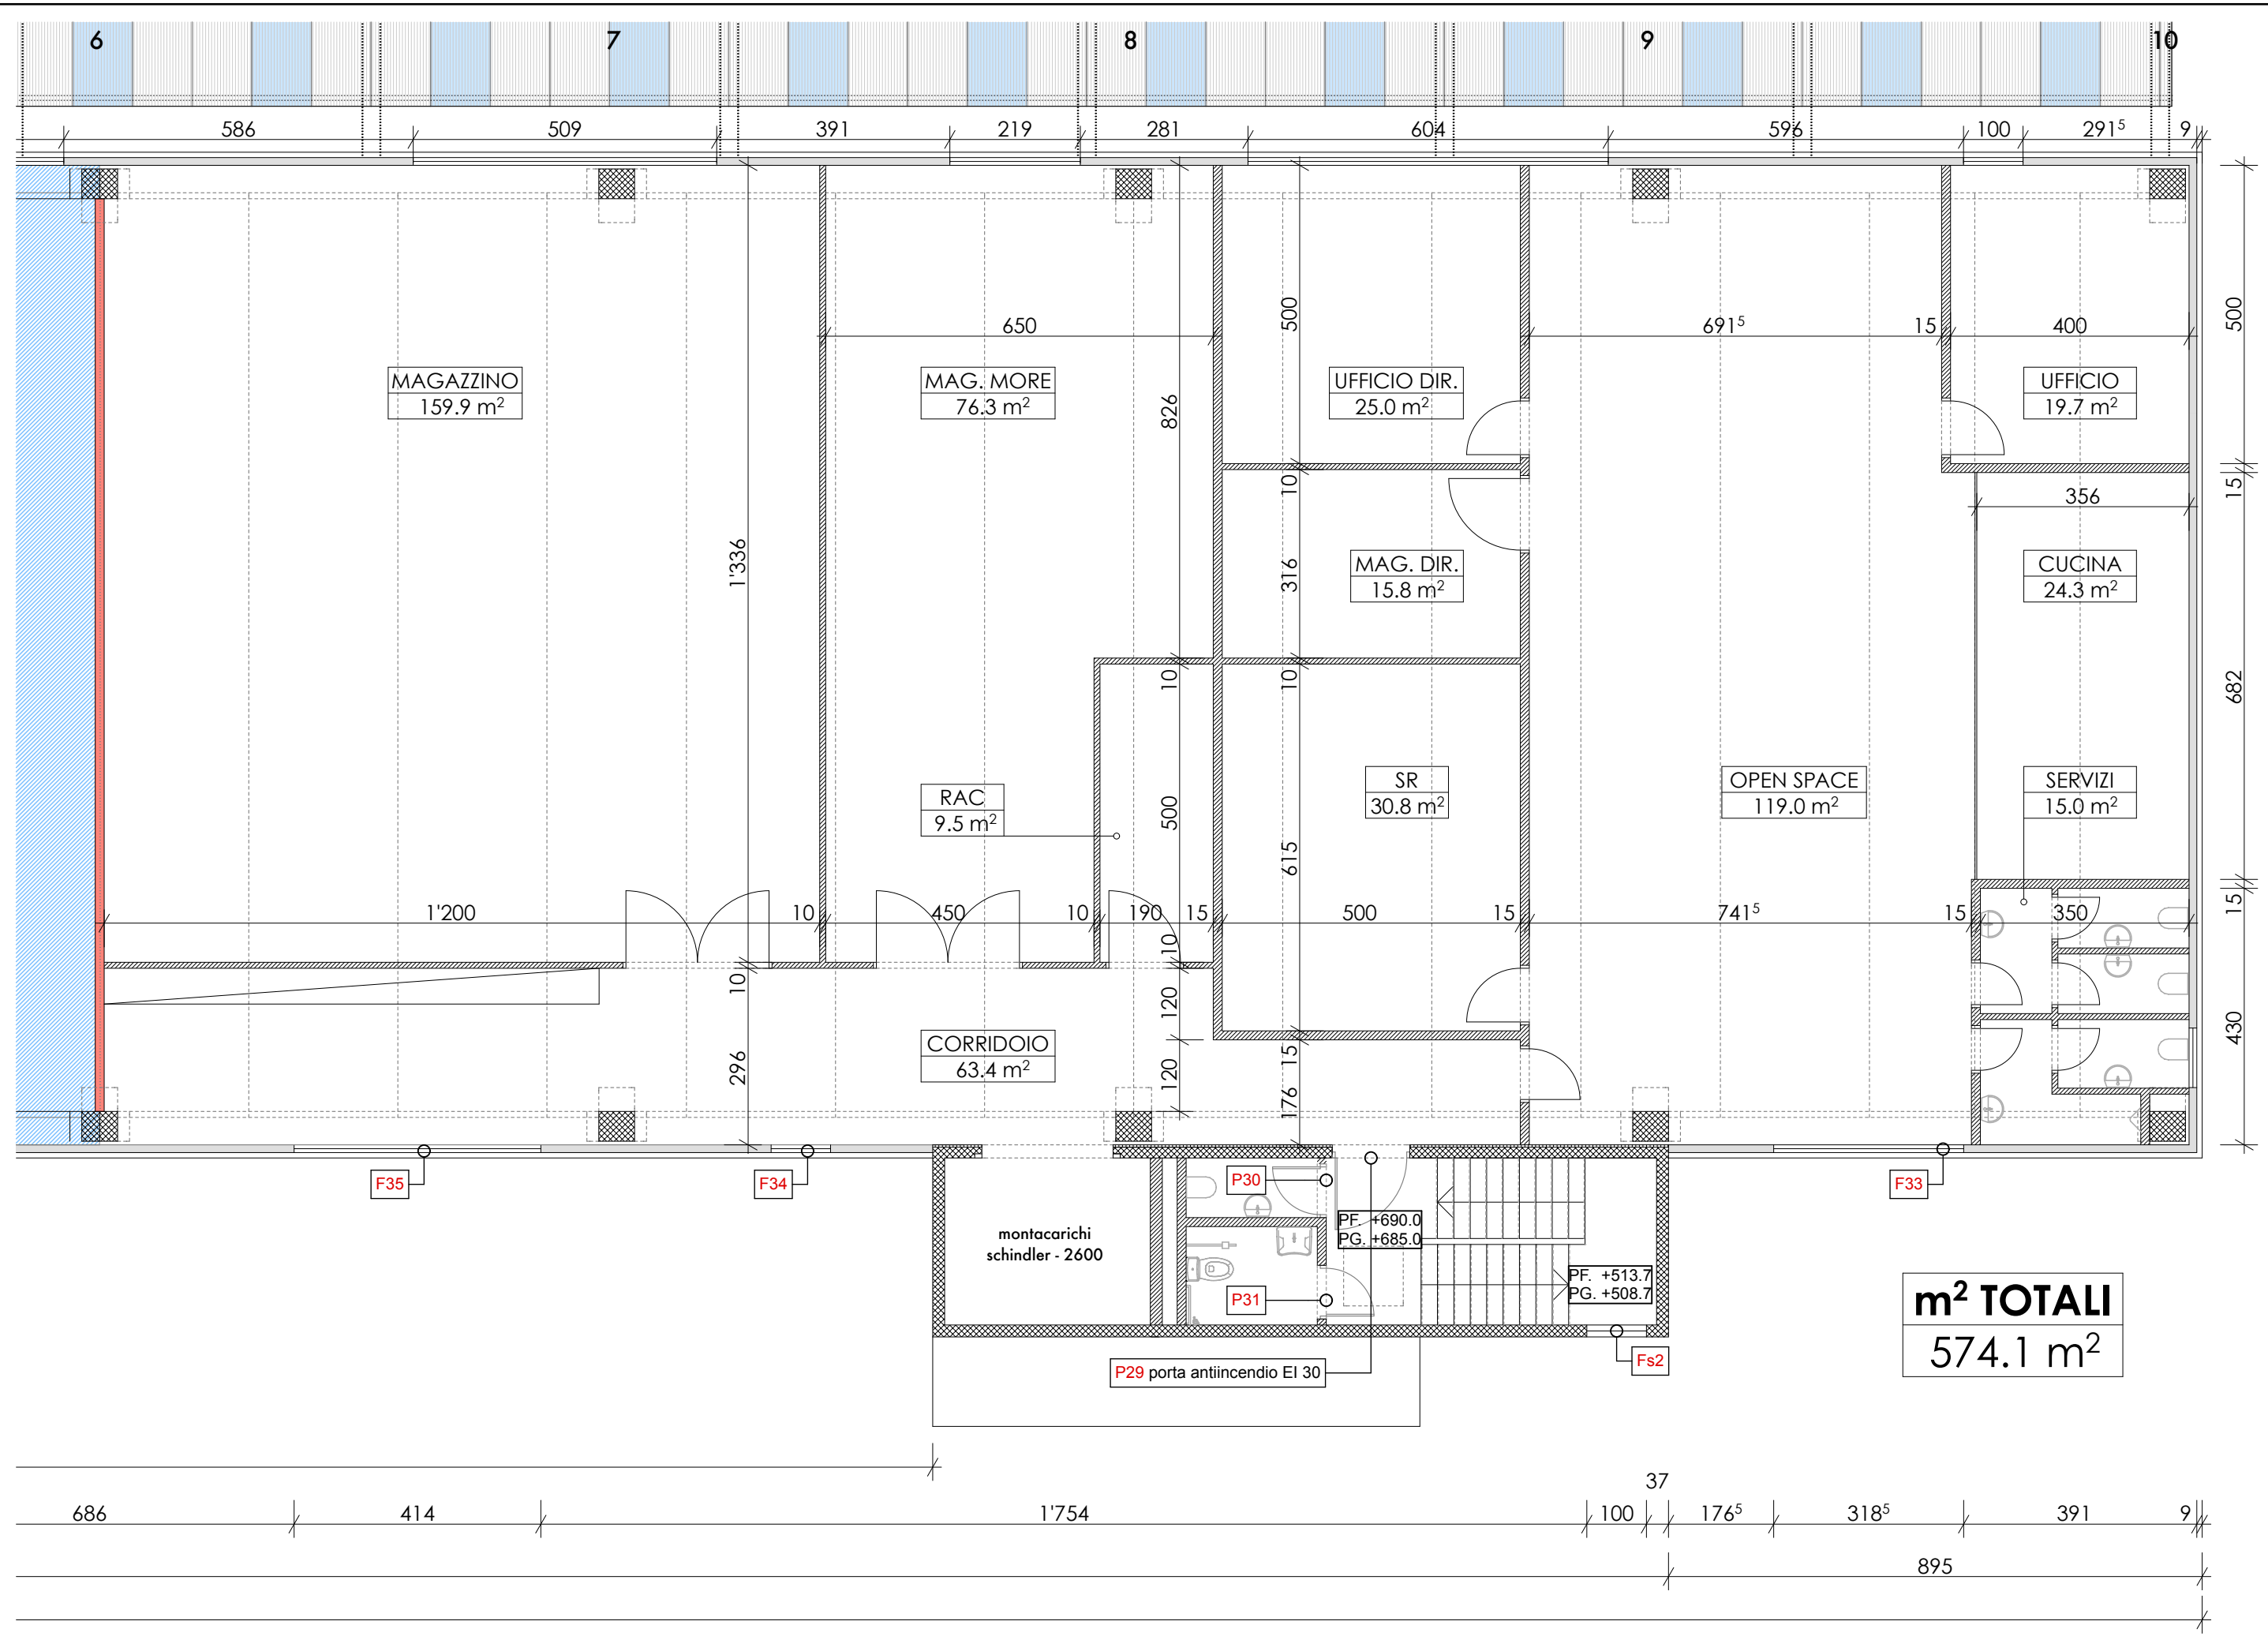 6 7 8 9 10
586 509 391 219 281 604 596 100 291⁵ 9
500
650 691⁵ 15 400
500
MAGAZZINO MAG. MORE UFFICIO DIR. UFFICIO
159.9 m² 76.3 m² 25.0 m² 19.7 m²
826
10 15
356
1'336 316
MAG. DIR. CUCINA
15.8 m² 24.3 m²
10 10 682
RAC SR OPEN SPACE SERVIZI
9.5 m² 30.8 m² 119.0 m² 15.0 m²
500 615
1'200 10 450 10 190 15 500 15 741⁵ 15 350
15
10 10
120 430
CORRIDOIO
63.4 m²
296 120 176 15
F35 F34 P30 F33
PF. +690.0
PG. +685.0
montacarichi
schindler - 2600
PF. +513.7
PG. +508.7
P31
m² TOTALI
574.1 m²
P29 porta antiincendio EI 30 Fs2
37
686 414 1'754 100 176⁵ 318⁵ 391 9
895